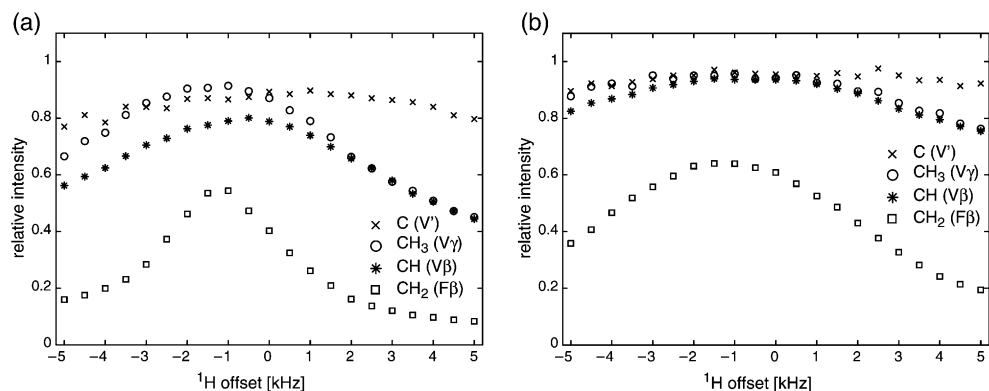 (a)
1
0.8
0.6
0.4
0.2
0
relative intensity
× C (V')
○ CH₃ (Vγ)
✳ CH (Vβ)
□ CH₂ (Fβ)
−5 −4 −3 −2 −1 0 1 2 3 4 5
¹H offset [kHz]
(b)
1
0.8
0.6
0.4
0.2
0
relative intensity
× C (V')
○ CH₃ (Vγ)
✳ CH (Vβ)
□ CH₂ (Fβ)
−5 −4 −3 −2 −1 0 1 2 3 4 5
¹H offset [kHz]